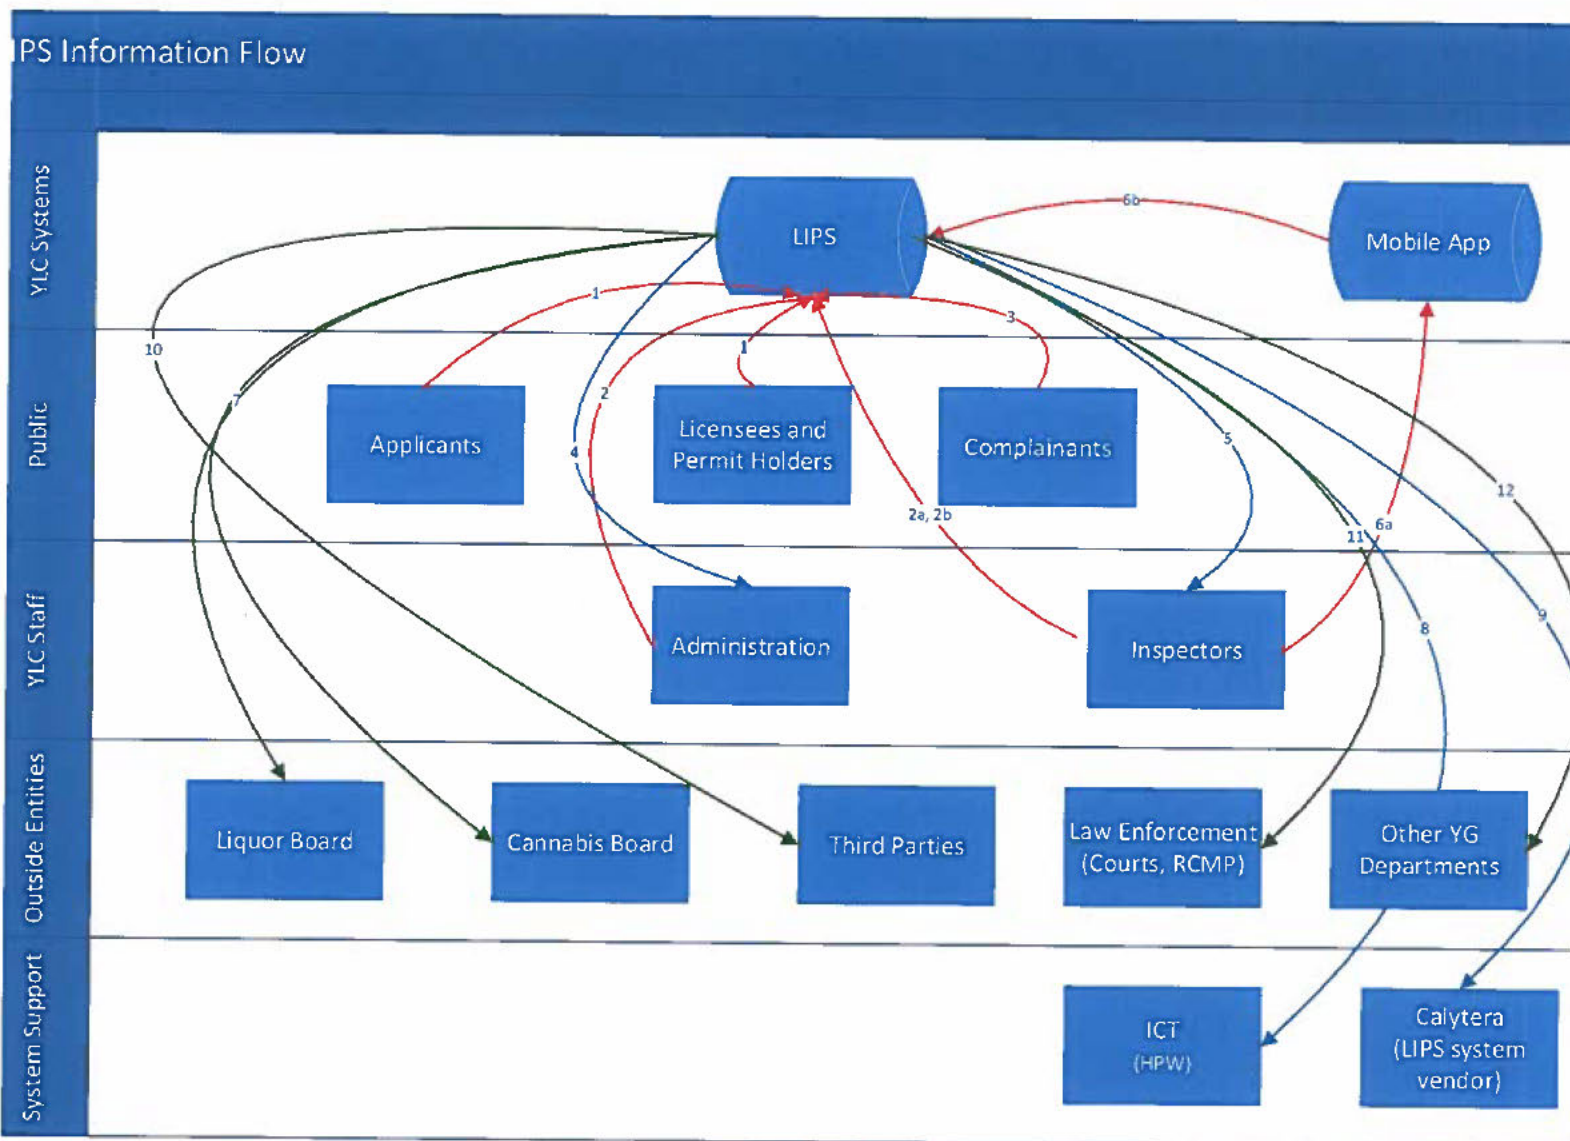 IPS Information Flow
YLC Systems
LIPS
Mobile App
6b
1
3
10
1
Public
7
2
4
Applicants
Licensees and
Permit Holders
Complainants
5
2a, 2b
12
6a
11
YLC Staff
Administration
Inspectors
8
9
Outside Entities
Liquor Board
Cannabis Board
Third Parties
Law Enforcement
(Courts, RCMP)
Other YG
Departments
System Support
ICT
(HPW)
Calytera
(LIPS system
vendor)